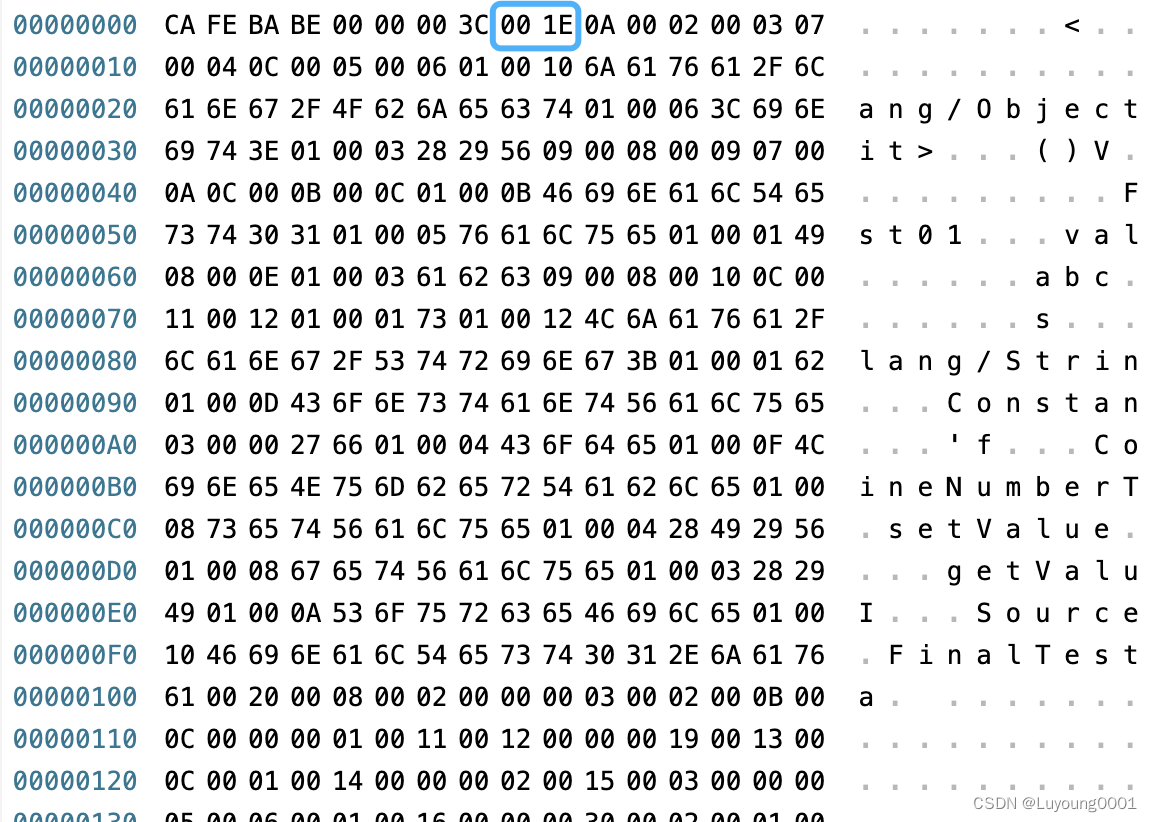 00000000 CA FE BA BE 00 00 00 3C 00 1E 0A 00 02 00 03 07 . . . . . . . < . .
00000010 00 04 0C 00 05 00 06 01 00 10 6A 61 76 61 2F 6C . . . . . . . . . .
00000020 61 6E 67 2F 4F 62 6A 65 63 74 01 00 06 3C 69 6E a n g / O b j e c t
00000030 69 74 3E 01 00 03 28 29 56 09 00 08 00 09 07 00 i t > . . . ( ) V .
00000040 0A 0C 00 0B 00 0C 01 00 0B 46 69 6E 61 6C 54 65 . . . . . . . . . F
00000050 73 74 30 31 01 00 05 76 61 6C 75 65 01 00 01 49 s t 0 1 . . . v a l
00000060 08 00 0E 01 00 03 61 62 63 09 00 08 00 10 0C 00 . . . . . . a b c .
00000070 11 00 12 01 00 01 73 01 00 12 4C 6A 61 76 61 2F . . . . . . s . . .
00000080 6C 61 6E 67 2F 53 74 72 69 6E 67 3B 01 00 01 62 l a n g / S t r i n
00000090 01 00 0D 43 6F 6E 73 74 61 6E 74 56 61 6C 75 65 . . . C o n s t a n
000000A0 03 00 00 27 66 01 00 04 43 6F 64 65 01 00 0F 4C . . . ' f . . . C o
000000B0 69 6E 65 4E 75 6D 62 65 72 54 61 62 6C 65 01 00 i n e N u m b e r T
000000C0 08 73 65 74 56 61 6C 75 65 01 00 04 28 49 29 56 . s e t V a l u e .
000000D0 01 00 08 67 65 74 56 61 6C 75 65 01 00 03 28 29 . . . g e t V a l u
000000E0 49 01 00 0A 53 6F 75 72 63 65 46 69 6C 65 01 00 I . . . S o u r c e
000000F0 10 46 69 6E 61 6C 54 65 73 74 30 31 2E 6A 61 76 . F i n a l T e s t
00000100 61 00 20 00 08 00 02 00 00 00 03 00 02 00 0B 00 a . . . . . . . .
00000110 0C 00 00 00 01 00 11 00 12 00 00 00 19 00 13 00 . . . . . . . . . .
00000120 0C 00 01 00 14 00 00 00 02 00 15 00 03 00 00 00 . . . . . . . . . .
CSDN @Luyoung0001
00000130 05 00 06 00 01 00 16 00 00 00 30 00 02 00 01 00